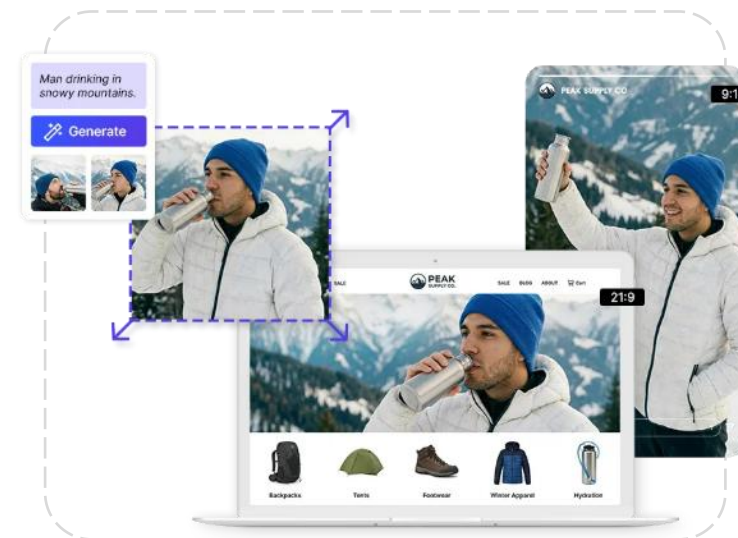 Man drinking in
snowy mountains.
Generate
PEAK SUPPLY CO.
9:1
SALE
PEAK
SUPPLY CO.
SALE BLOG ABOUT Cart
21:9
Backpacks Tents Footwear Winter Apparel Hydration